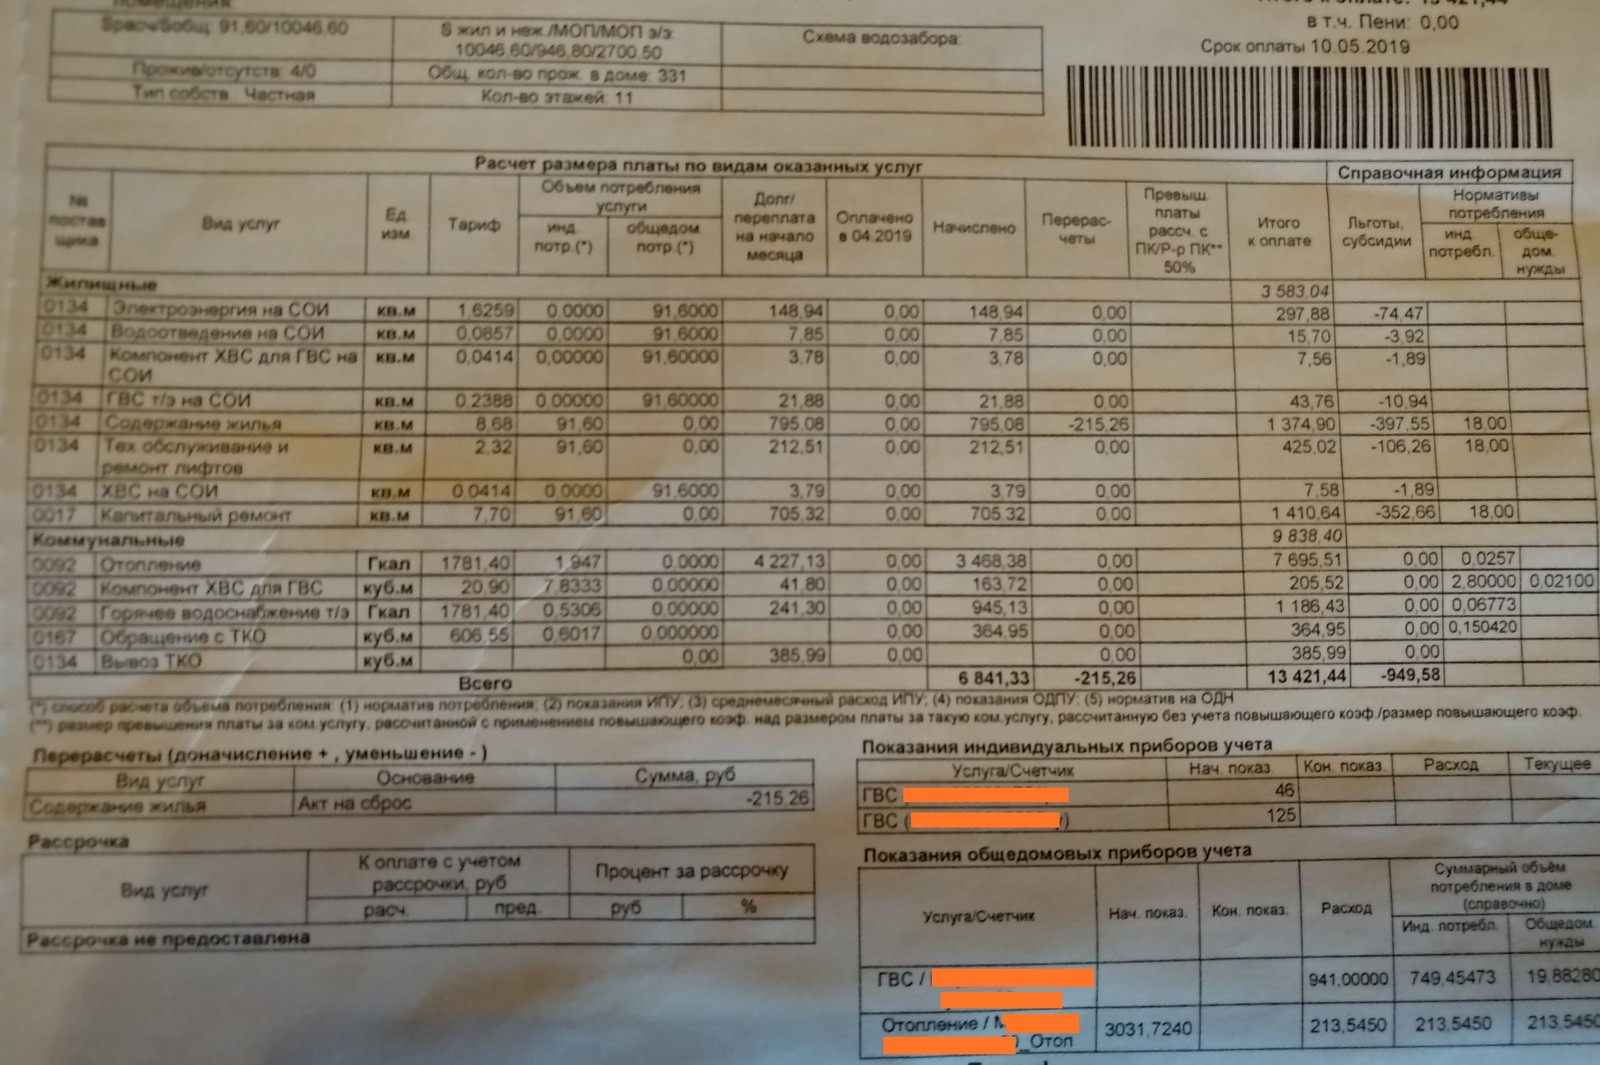 помещения:
Итого к оплате: 13 421,44
в т.ч. Пени: 0,00
Срок оплаты 10.05.2019
Sрасч/Sобщ: 91,60/10046,60 S жил и неж./МОП/МОП э/э: 10046.60/946,80/2700,50 Схема водозабора:
Прожив/отсутств: 4/0 Общ. кол-во прож. в доме: 331
Тип собств. Частная Кол-во этажей: 11
Расчет размера платы по видам оказанных услуг Справочная информация
№ постав щика Вид услуг Ед. изм. Тариф Объем потребления услуги инд. потр.(*) общедом. потр.(*) Долг/ переплата на начало месяца Оплачено в 04.2019 Начислено Перерас-четы Превыш. платы рассч. с ПК/Р-р ПК** 50% Итого к оплате Льготы, субсидии Нормативы потребления инд. потребл. обще-дом. нужды
Жилищные 3 583,04
0134 Электроэнергия на СОИ кв.м 1,6259 0,0000 91,6000 148,94 0,00 148,94 0,00 297,88 -74,47
0134 Водоотведение на СОИ кв.м 0,0857 0,0000 91,6000 7,85 0,00 7,85 0,00 15,70 -3,92
0134 Компонент ХВС для ГВС на СОИ кв.м 0,0414 0,00000 91,60000 3,78 0,00 3,78 0,00 7,56 -1,89
0134 ГВС т/э на СОИ кв.м 0,2388 0,00000 91,60000 21,88 0,00 21,88 0,00 43,76 -10,94
0134 Содержание жилья кв.м 8,68 91,60 0,00 795,08 0,00 795,08 -215,26 1 374,90 -397,55 18,00
0134 Тех.обслуживание и ремонт лифтов кв.м 2,32 91,60 0,00 212,51 0,00 212,51 0,00 425,02 -106,26 18,00
0134 ХВС на СОИ кв.м 0,0414 0,0000 91,6000 3,79 0,00 3,79 0,00 7,58 -1,89
0017 Капитальный ремонт кв.м 7,70 91,60 0,00 705,32 0,00 705,32 0,00 1 410,64 -352,66 18,00
Коммунальные 9 838,40
0092 Отопление Гкал 1781,40 1,947 0,0000 4 227,13 0,00 3 468,38 0,00 7 695,51 0,00 0,0257
0092 Компонент ХВС для ГВС куб.м 20,90 7,8333 0,00000 41,80 0,00 163,72 0,00 205,52 0,00 2,80000 0,02100
0092 Горячее водоснабжение т/э Гкал 1781,40 0,5306 0,00000 241,30 0,00 945,13 0,00 1 186,43 0,00 0,06773
0167 Обращение с ТКО куб.м 606,55 0,6017 0,000000 0,00 364,95 0,00 364,95 0,00 0,150420
0134 Вывоз ТКО куб.м 0,00 385,99 0,00 0,00 385,99 0,00
Всего 6 841,33 -215,26 13 421,44 -949,58
(*) способ расчета объема потребления: (1) норматив потребления; (2) показания ИПУ; (3) среднемесячный расход ИПУ; (4) показания ОДПУ; (5) норматив на ОДН
(**) размер превышения платы за ком.услугу, рассчитанной с применением повышающего коэф. над размером платы за такую ком.услугу, рассчитанную без учета повышающего коэф./размер повышающего коэф.
Перерасчеты (доначисление + , уменьшение - )
Вид услуг Основание Сумма, руб
Содержание жилья Акт на сброс -215,26
Рассрочка
Вид услуг К оплате с учетом рассрочки, руб Процент за рассрочку
расч. пред. руб %
Рассрочка не предоставлена
Показания индивидуальных приборов учета
Услуга/Счетчик Нач. показ. Кон. показ. Расход Текущее
ГВС 46
ГВС ( ) 125
Показания общедомовых приборов учета
Услуга/Счетчик Нач. показ. Кон. показ. Расход Суммарный объём потребления в доме (справочно) Инд. потребл. Общедом. нужды
ГВС / 941,00000 749,45473 19,88280
Отопление / _Отоп 3031,7240 213,5450 213,5450 213,5450